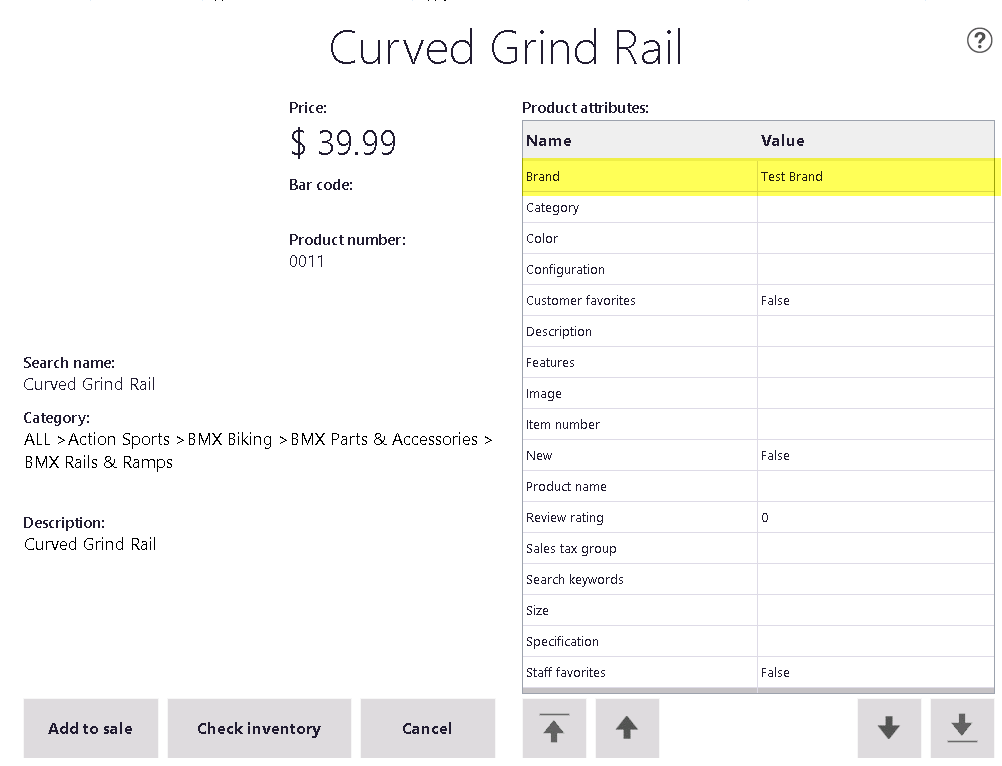 Curved Grind Rail
?
Price:
$ 39.99
Bar code:
Product number:
0011
Search name:
Curved Grind Rail
Category:
ALL >Action Sports >BMX Biking >BMX Parts & Accessories >
BMX Rails & Ramps
Description:
Curved Grind Rail
Product attributes:
Name Value
Brand Test Brand
Category
Color
Configuration
Customer favorites False
Description
Features
Image
Item number
New False
Product name
Review rating 0
Sales tax group
Search keywords
Size
Specification
Staff favorites False
Add to sale Check inventory Cancel